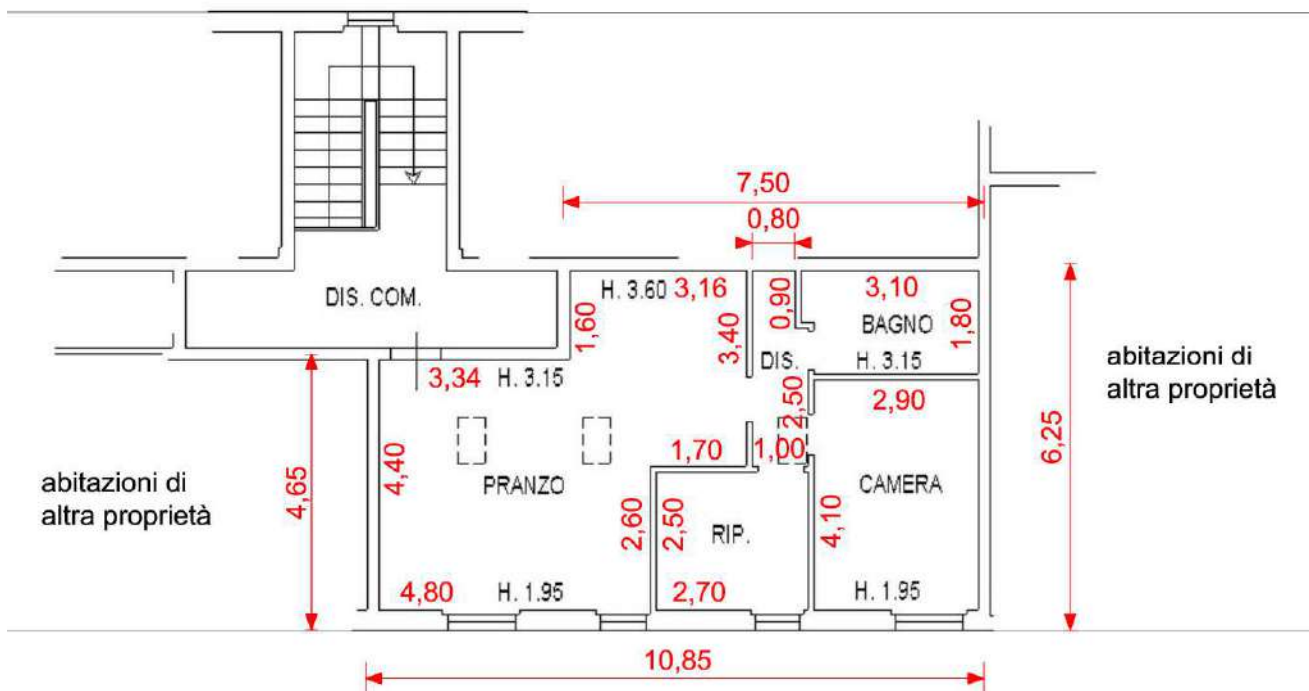 7,50
0,80
DIS. COM.
H. 3.60
3,16
0,90
3,10
BAGNO
1,80
1,60
3,40
DIS.
H. 3.15
3,34
H. 3.15
2,50
2,90
abitazioni di
altra proprietà
6,25
4,40
1,70
1,00
PRANZO
CAMERA
abitazioni di
altra proprietà
4,65
2,60
2,50
RIP.
4,10
4,80
H. 1.95
2,70
H. 1.95
10,85